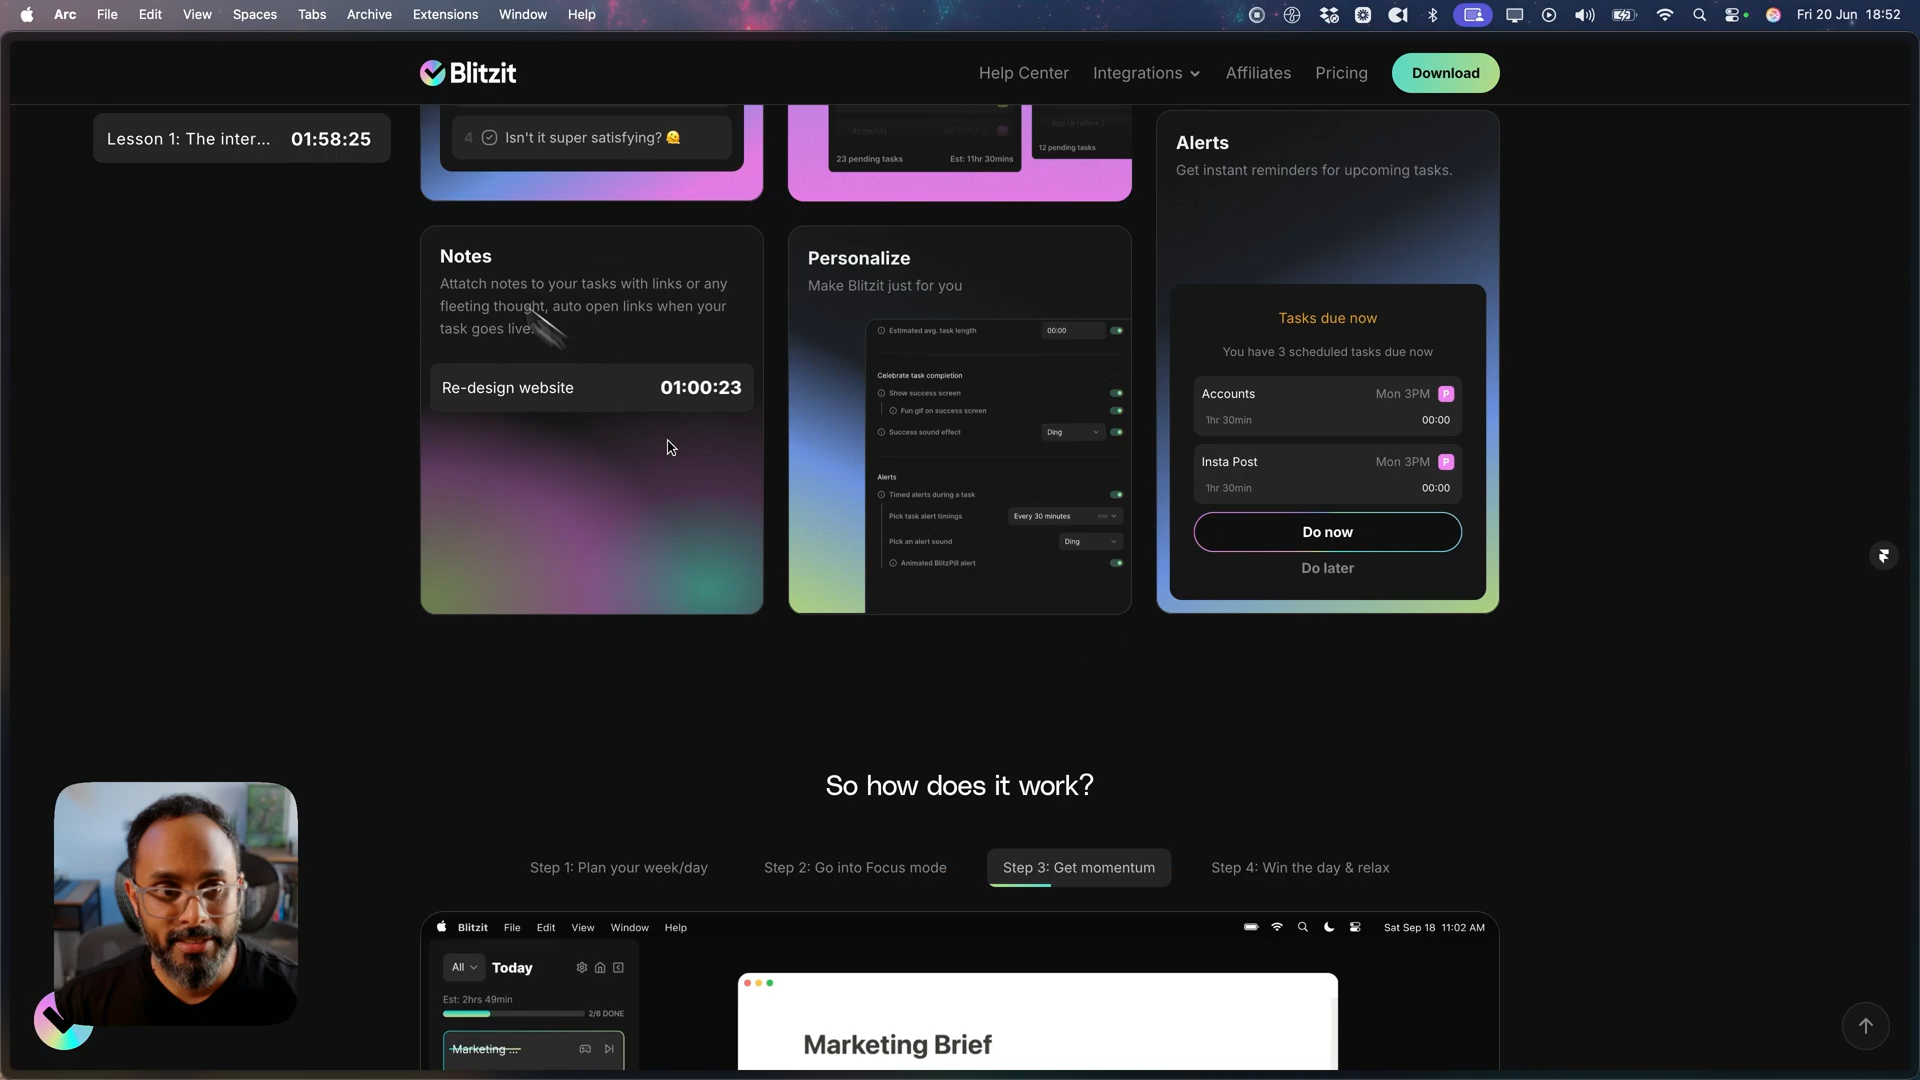 Arc File Edit View Spaces Tabs Archive Extensions Window Help Fri 20 Jun 18:52
Blitzit Help Center Integrations Affiliates Pricing Download
Lesson 1: The inter... 01:58:25
4 Isn't it super satisfying? 🫠
Accounts
23 pending tasks Est: 11hr 30mins
12 pending tasks
Alerts
Get instant reminders for upcoming tasks.
Tasks due now
You have 3 scheduled tasks due now
Accounts Mon 3PM P
1hr 30min 00:00
Insta Post Mon 3PM P
1hr 30min 00:00
Do now
Do later
Notes
Attatch notes to your tasks with links or any
fleeting thought, auto open links when your
task goes live.
Re-design website 01:00:23
Personalize
Make Blitzit just for you
Estimated avg. task length 00:00
Celebrate task completion
Show success screen
Fun gif on success screen
Success sound effect Ding
Alerts
Timed alerts during a task
Pick task alert timings Every 30 minutes
Pick an alert sound Ding
Animated BlitzPill alert
So how does it work?
Step 1: Plan your week/day Step 2: Go into Focus mode Step 3: Get momentum Step 4: Win the day & relax
Blitzit File Edit View Window Help Sat Sep 18 11:02 AM
All Today
Est: 2hrs 49min
2/6 DONE
Marketing ...
Marketing Brief